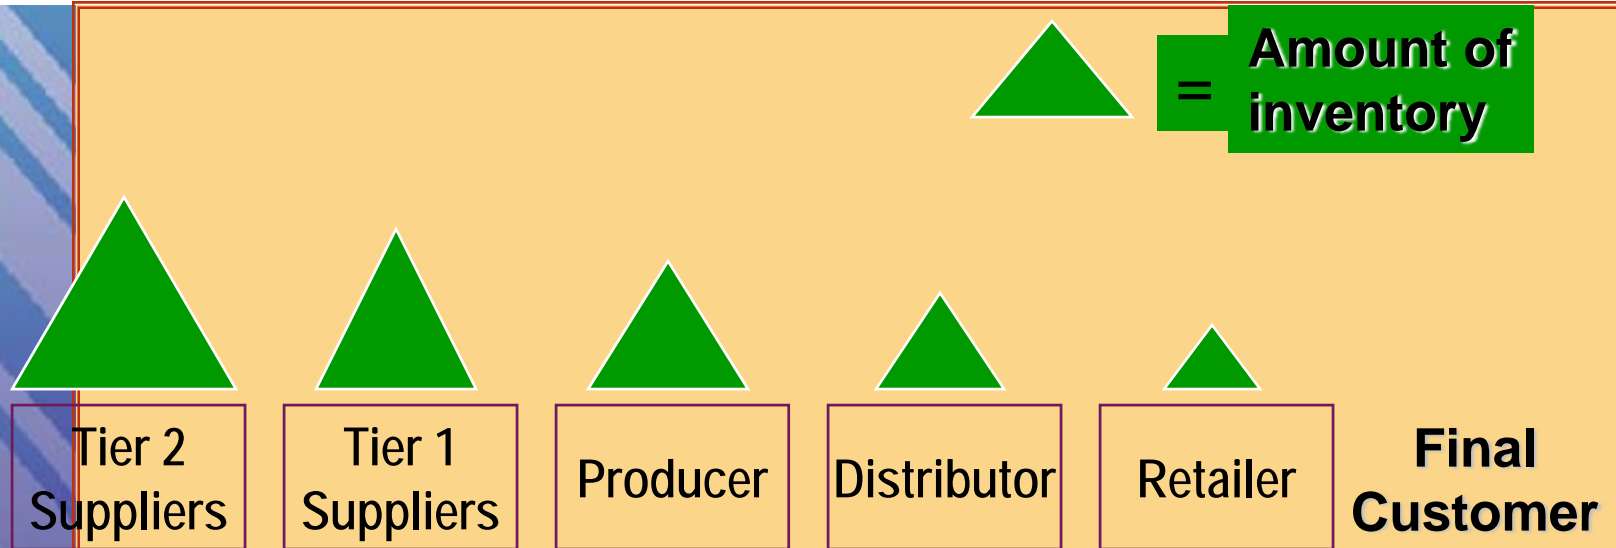 = Amount of
inventory
Tier 2
Suppliers
Tier 1
Suppliers
Producer
Distributor
Retailer
Final
Customer